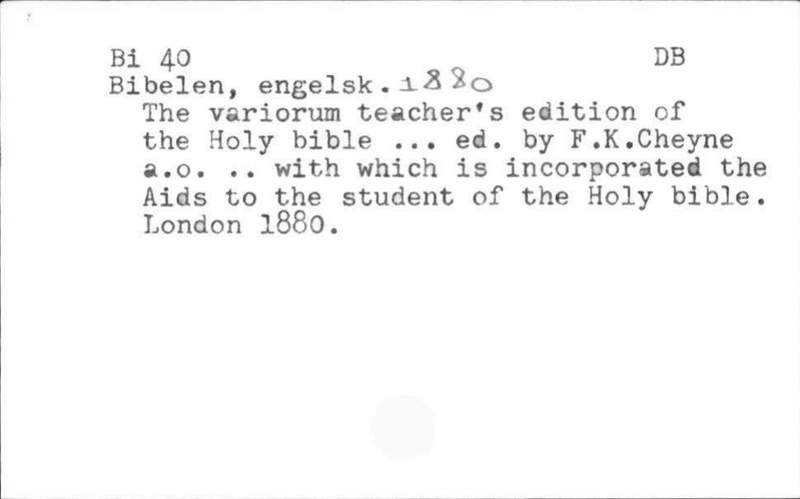 Bi 40 DB
Bibelen, engelsk. 1880
The variorum teacher's edition of
the Holy bible ... ed. by F.K.Cheyne
a.o. .. with which is incorporated the
Aids to the student of the Holy bible.
London 1880.